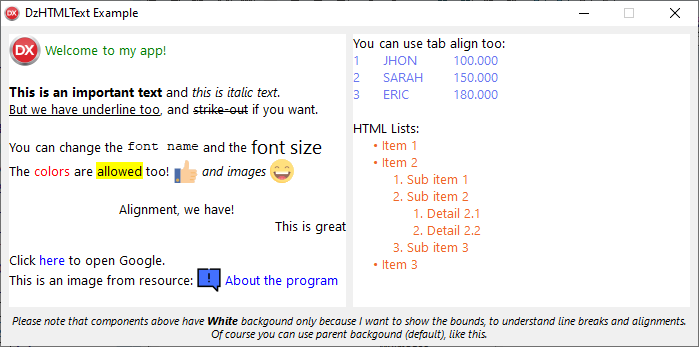 DzHTMLText Example
DX Welcome to my app!
This is an important text and this is italic text.
But we have underline too, and strike-out if you want.
You can change the font name and the font size
The colors are allowed too! and images
Alignment, we have!
This is great
Click here to open Google.
This is an image from resource: ! About the program
You can use tab align too:
1 JHON 100.000
2 SARAH 150.000
3 ERIC 180.000
HTML Lists:
• Item 1
• Item 2
1. Sub item 1
2. Sub item 2
1. Detail 2.1
2. Detail 2.2
3. Sub item 3
• Item 3
Please note that components above have White backgound only because I want to show the bounds, to understand line breaks and alignments.
Of course you can use parent backgound (default), like this.